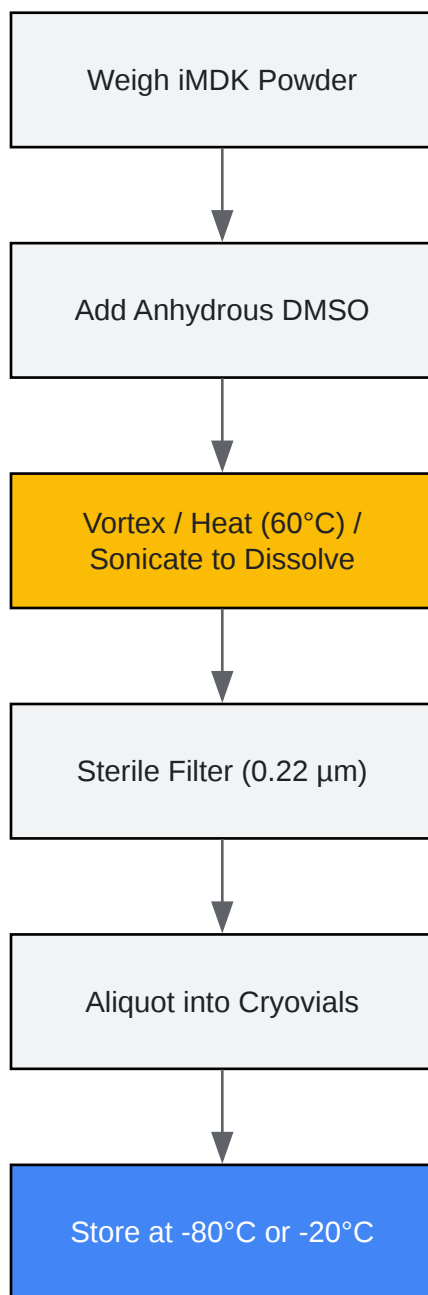 Weigh iMDK Powder
Add Anhydrous DMSO
Vortex / Heat (60°C) /
Sonicate to Dissolve
Sterile Filter (0.22 µm)
Aliquot into Cryovials
Store at -80°C or -20°C